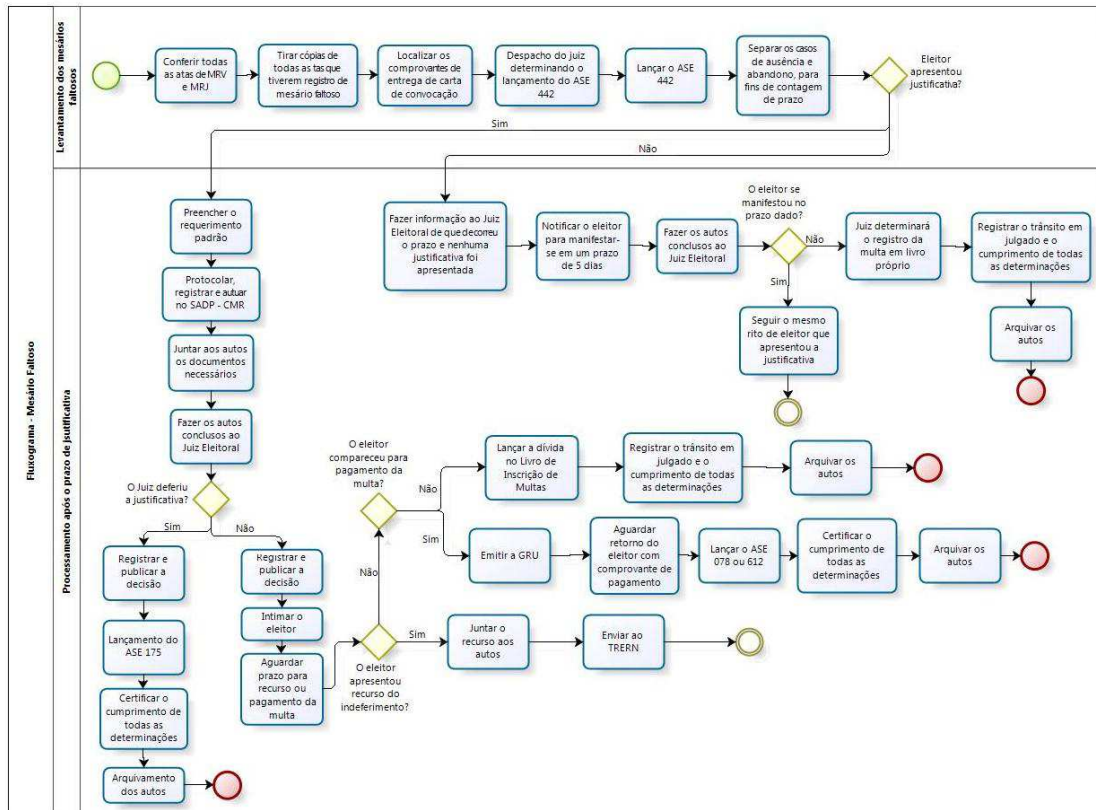 Fluxograma - Mesário Faltoso
Levantamento dos mesários
faltosos
Conferir todas
as atas de MRV
e MRJ
Tirar cópias de
todas as tas que
tiverem registro de
mesário faltoso
Localizar os
comprovantes de
entrega de carta
de convocação
Despacho do juiz
determinando o
lançamento do ASE
442
Lançar o ASE
442
Separar os casos
de ausência e
abandono, para
fins de contagem
de prazo
Eleitor
apresentou
justificativa?
Sim
Não
Processamento após o prazo de jsutificativa
Preencher o
requerimento
padrão
Protocolar,
registrar e autuar
no SADP - CMR
Juntar aos autos
os documentos
necessários
Fazer os autos
conclusos ao
Juiz Eleitoral
O Juiz deferiu
a justificativa?
Sim
Não
Registrar e
publicar a
decisão
Lançamento do
ASE 175
Certificar o
cumprimento de
todas as
determinações
Arquivamento
dos autos
Registrar e
publicar a decisão
Intimar o
eleitor
Aguardar
prazo para
recurso ou
pagamento da
multa
O eleitor
apresentou
recurso do
indeferimento?
Sim
Não
Juntar o
recurso aos
autos
Enviar ao
TRERN
O eleitor
compareceu para
pagamento da
multa?
Não
Sim
Lançar a dívida
no Livro de
Inscrição de
Multas
Registrar o trânsito em
julgado e o
cumprimento de todas
as determinações
Arquivar os
autos
Emitir a GRU
Aguardar
retorno do
eleitor com
comprovante de
pagamento
Lançar o ASE
078 ou 612
Certificar o
cumprimento de
todas as
determinações
Arquivar os
autos
Fazer informação ao Juiz
Eleitoral de que decorreu
o prazo e nenhuma
justificativa foi
apresentada
Notificar o eleitor
para manifestar-
se em um prazo
de 5 dias
Fazer os autos
conclusos ao
Juiz Eleitoral
O eleitor se
manifestou no
prazo dado?
Não
Sim
Juiz determinará
o registro da
multa em livro
próprio
Registrar o trânsito em
julgado e o
cumprimento de todas
as determinações
Arquivar os
autos
Seguir o mesmo
rito de eleitor que
apresentou a
justificativa